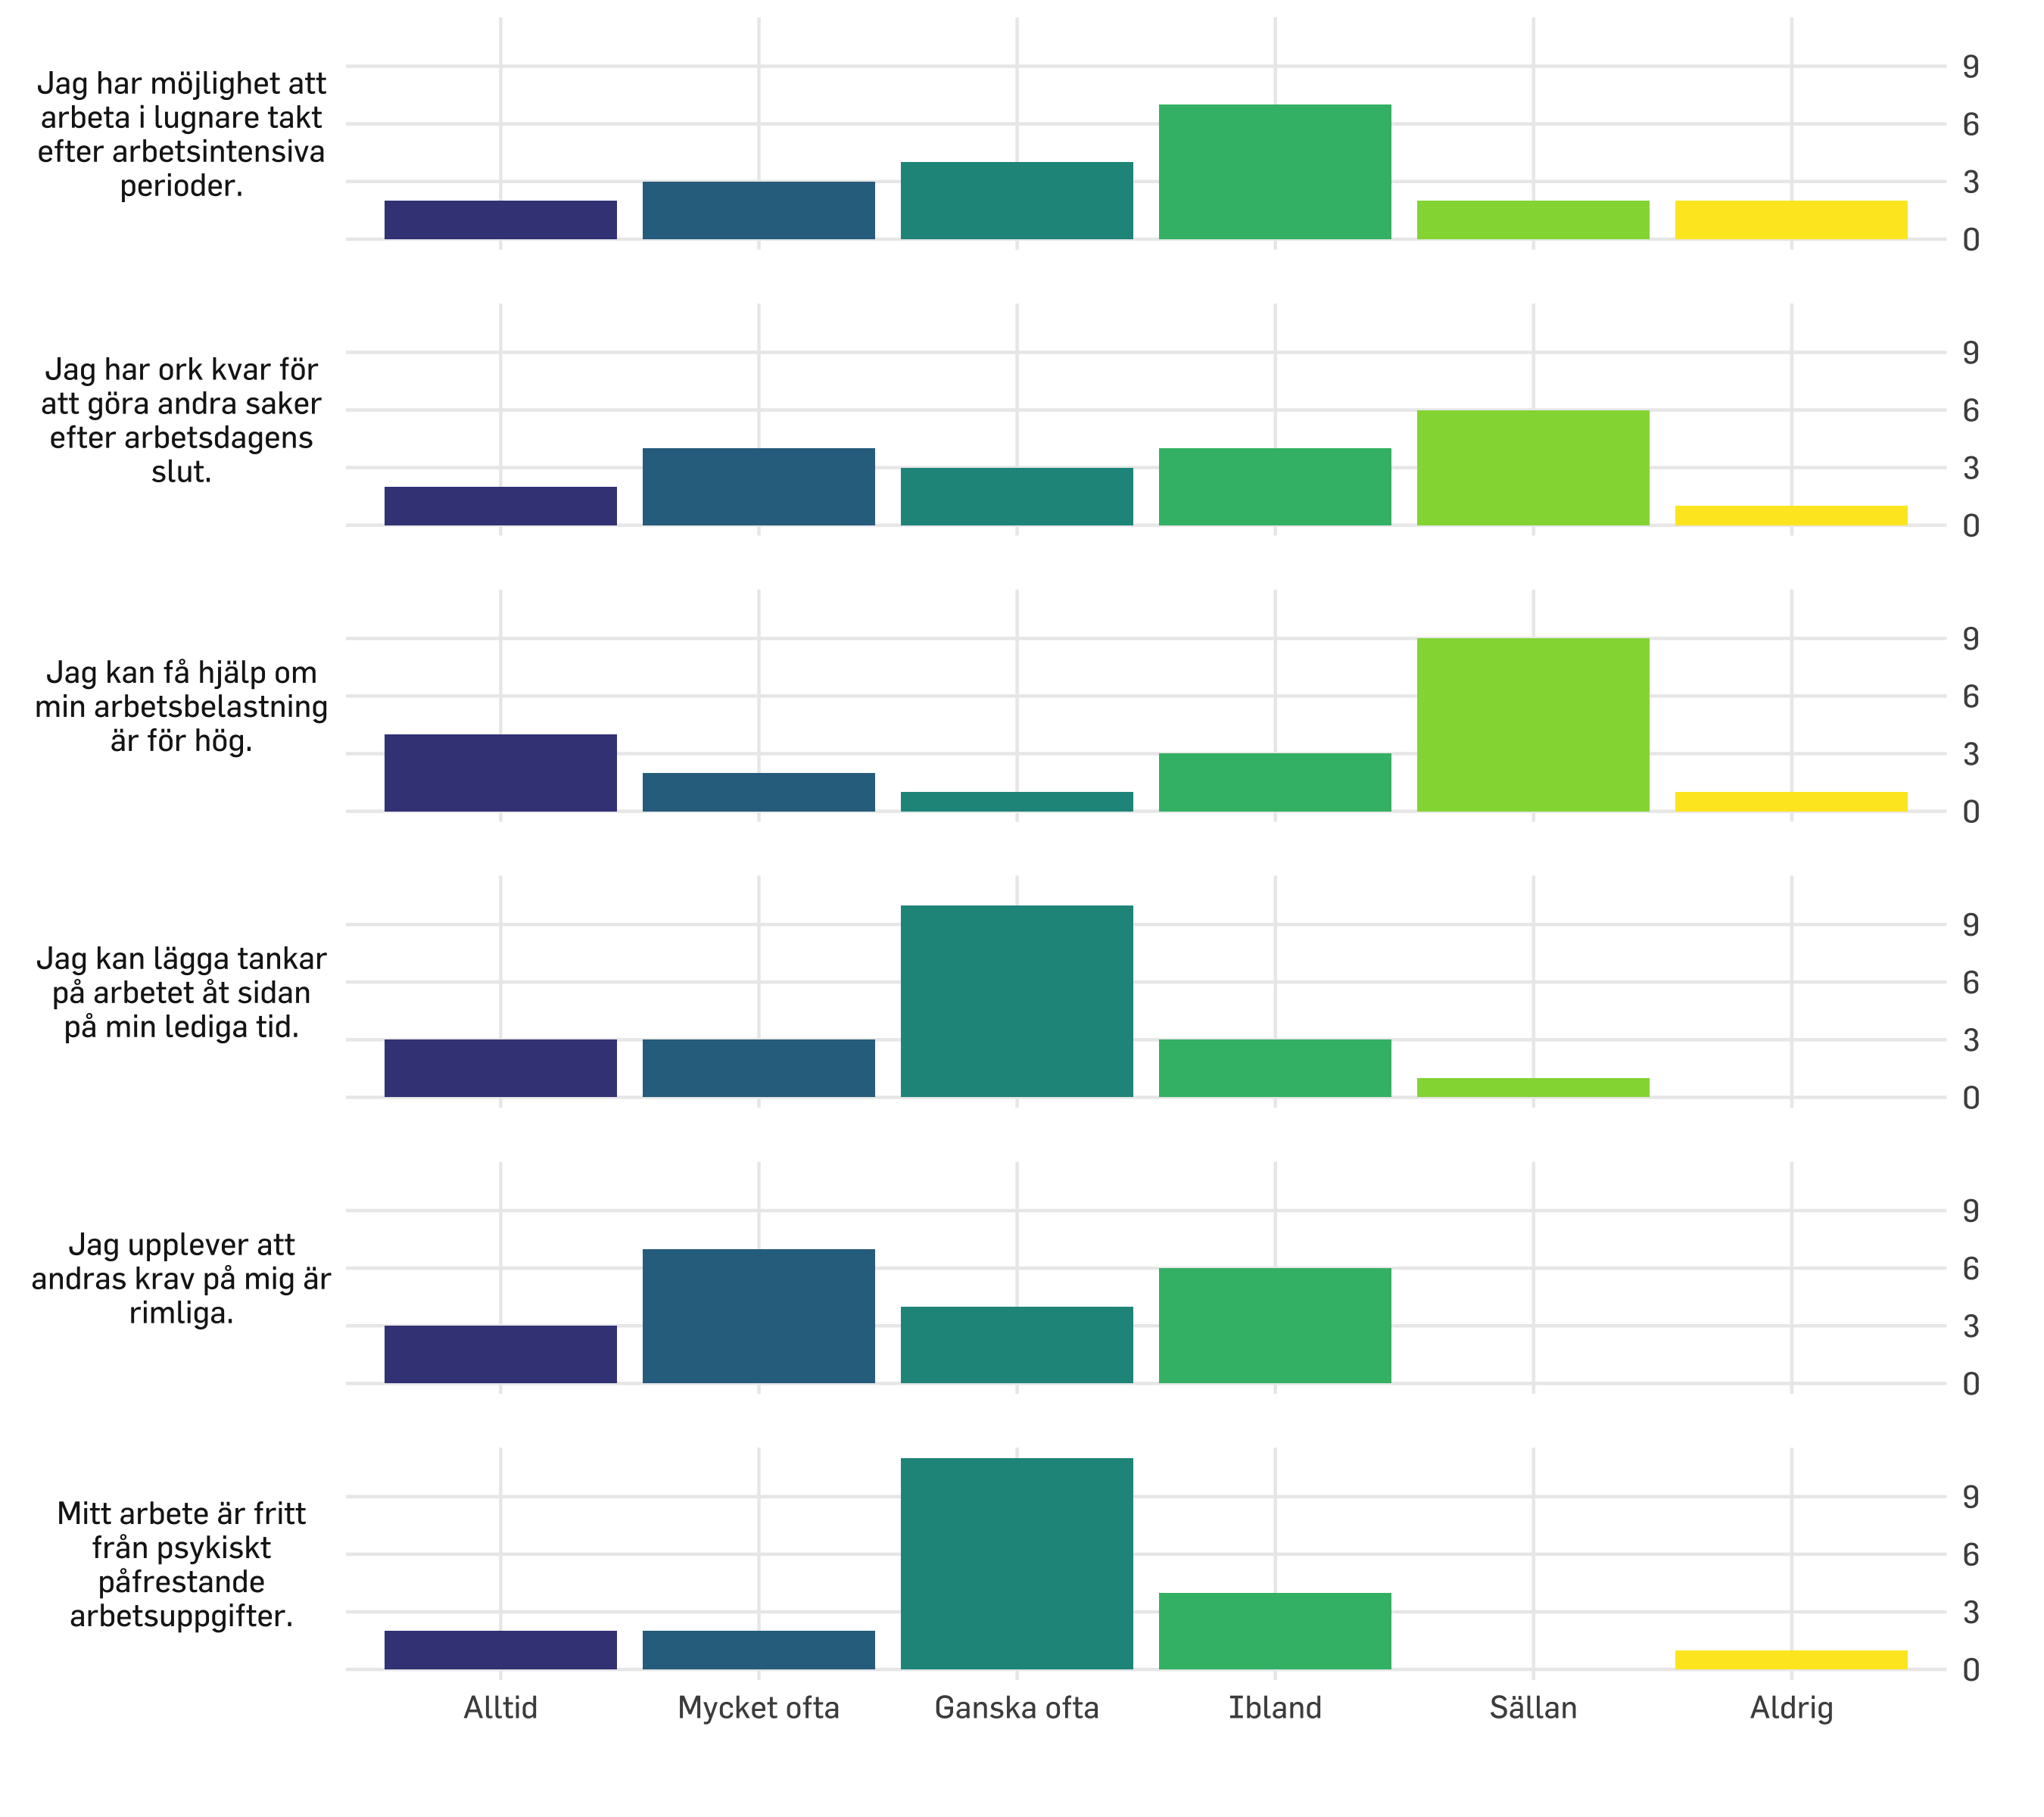 Jag har möjlighet att
arbeta i lugnare takt
efter arbetsintensiva
perioder.
9
6
3
0
Jag har ork kvar för
att göra andra saker
efter arbetsdagens
slut.
9
6
3
0
Jag kan få hjälp om
min arbetsbelastning
är för hög.
9
6
3
0
Jag kan lägga tankar
på arbetet åt sidan
på min lediga tid.
9
6
3
0
Jag upplever att
andras krav på mig är
rimliga.
9
6
3
0
Mitt arbete är fritt
från psykiskt
påfrestande
arbetsuppgifter.
9
6
3
0
Alltid Mycket ofta Ganska ofta Ibland Sällan Aldrig